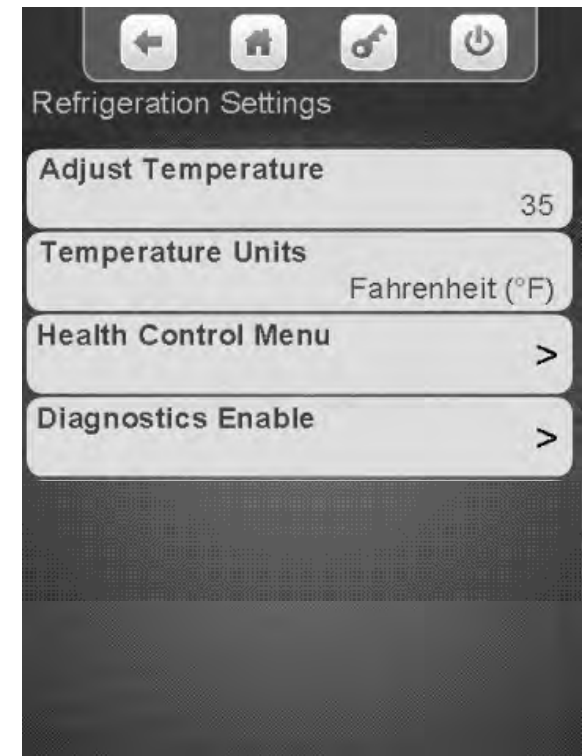 Refrigeration Settings
Adjust Temperature
35
Temperature Units
Fahrenheit (°F)
Health Control Menu
>
Diagnostics Enable
>